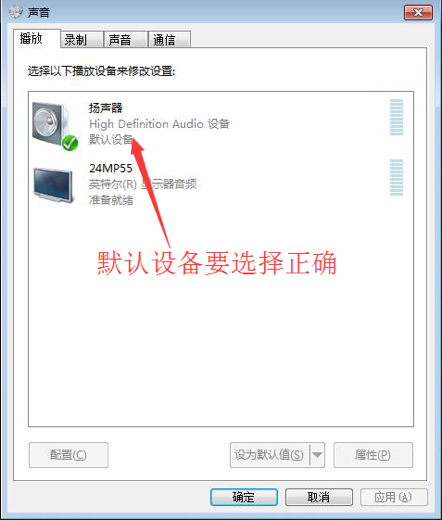 声音
播放 录制 声音 通信
选择以下播放设备来修改设置:
扬声器
High Definition Audio 设备
默认设备
24MP55
英特尔(R) 显示器音频
准备就绪
默认设备要选择正确
配置(C) 设为默认值(S) 属性(P)
确定 取消 应用(A)